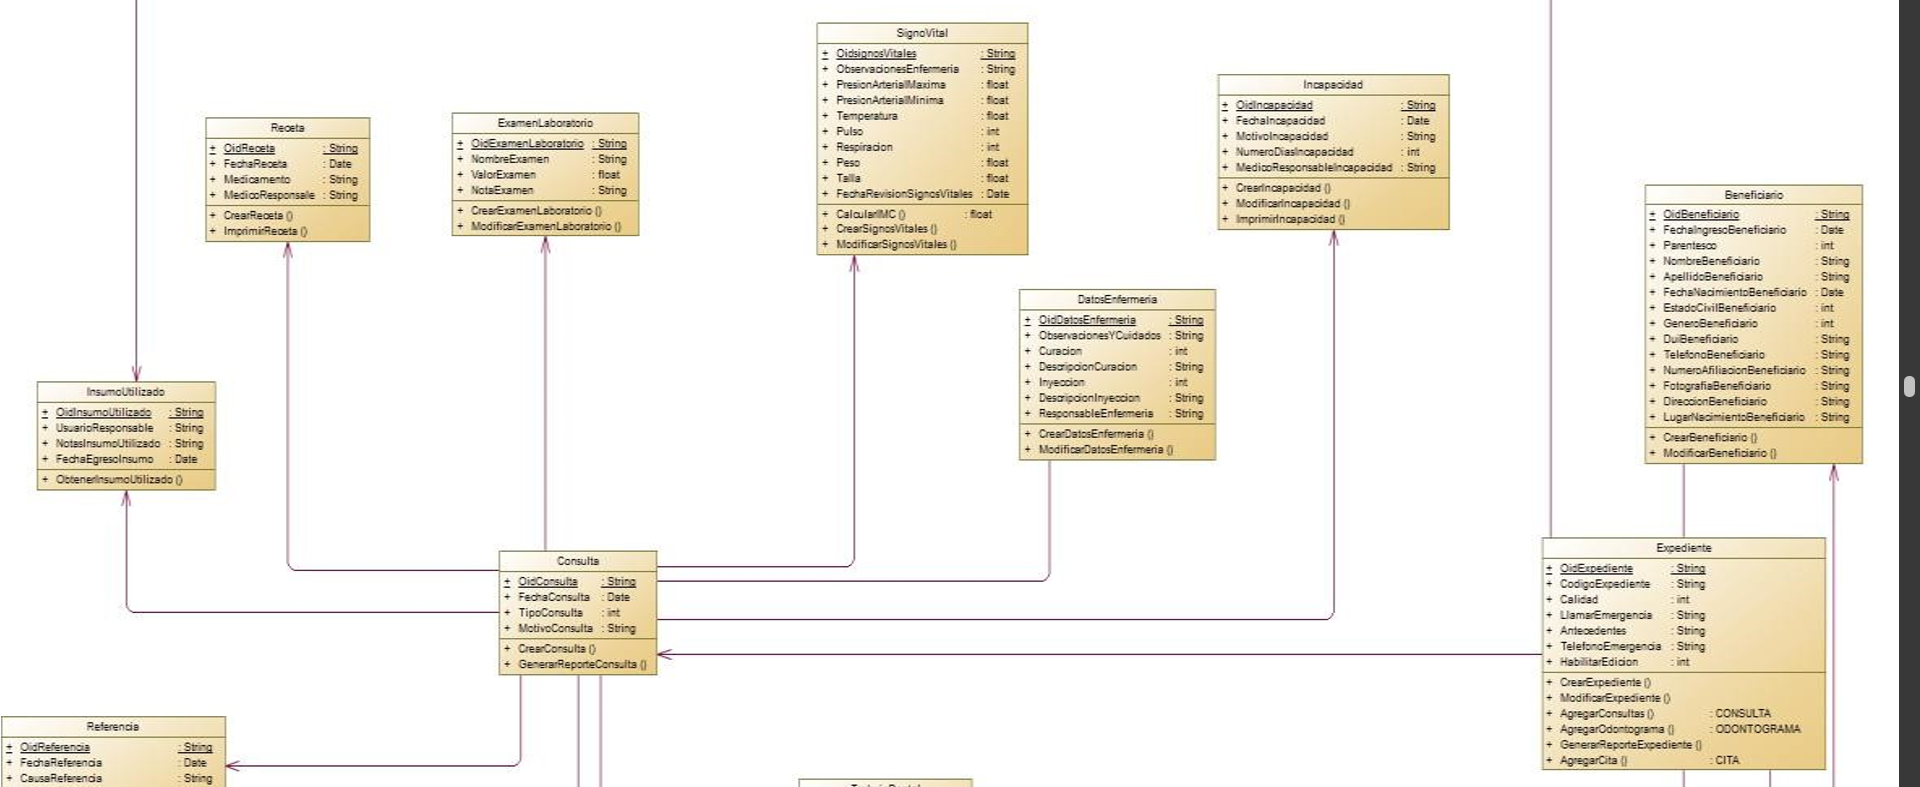 SignoVital
+ OidsignosVitales : String
+ ObservacionesEnfermeria : String
+ PresionArterialMaxima : float
+ PresionArterialMinima : float
+ Temperatura : float
+ Pulso : int
+ Respiracion : int
+ Peso : float
+ Talla : float
+ FechaRevisionSignosVitales : Date
+ CalcularIMC () : float
+ CrearSignosVitales ()
+ ModificarSignosVitales ()
Incapacidad
+ OidIncapacidad : String
+ FechaIncapacidad : Date
+ MotivoIncapacidad : String
+ NumeroDiasIncapacidad : int
+ MedicoResponsableIncapacidad : String
+ CrearIncapacidad ()
+ ModificarIncapacidad ()
+ ImprimirIncapacidad ()
Receta
+ OidReceta : String
+ FechaReceta : Date
+ Medicamento : String
+ MedicoResponsale : String
+ CrearReceta ()
+ ImprimirReceta ()
ExamenLaboratorio
+ OidExamenLaboratorio : String
+ NombreExamen : String
+ ValorExamen : float
+ NotaExamen : String
+ CrearExamenLaboratorio ()
+ ModificarExamenLaboratorio ()
Beneficiario
+ OidBeneficiario : String
+ FechaIngresoBeneficiario : Date
+ Parentesco : int
+ NombreBeneficiario : String
+ ApellidoBeneficiario : String
+ FechaNacimientoBeneficiario : Date
+ EstadoCivilBeneficiario : int
+ GeneroBeneficiario : int
+ DuiBeneficiario : String
+ TelefonoBeneficiario : String
+ NumeroAfiliacionBeneficiario : String
+ FotografiaBeneficiario : String
+ DireccionBeneficiario : String
+ LugarNacimientoBeneficiario : String
+ CrearBeneficiario ()
+ ModificarBeneficiario ()
DatosEnfermeria
+ OidDatosEnfermeria : String
+ ObservacionesYCuidados : String
+ Curacion : int
+ DescripcionCuracion : String
+ Inyeccion : int
+ DescripcionInyeccion : String
+ ResponsableEnfermeria : String
+ CrearDatosEnfermeria ()
+ ModificarDatosEnfermeria ()
InsumoUtilizado
+ OidInsumoUtilizado : String
+ UsuarioResponsable : String
+ NotasInsumoUtilizado : String
+ FechaEgresoInsumo : Date
+ ObtenerInsumoUtilizado ()
Consulta
+ OidConsulta : String
+ FechaConsulta : Date
+ TipoConsulta : int
+ MotivoConsulta : String
+ CrearConsulta ()
+ GenerarReporteConsulta ()
Expediente
+ OidExpediente : String
+ CodigoExpediente : String
+ Calidad : int
+ LlamarEmergencia : String
+ Antecedentes : String
+ TelefonoEmergencia : String
+ HabilitarEdicion : int
+ CrearExpediente ()
+ ModificarExpediente ()
+ AgregarConsultas () : CONSULTA
+ AgregarOdontograma () : ODONTOGRAMA
+ GenerarReporteExpediente ()
+ AgregarCita () : CITA
Referencia
+ OidReferencia : String
+ FechaReferencia : Date
+ CausaReferencia : String